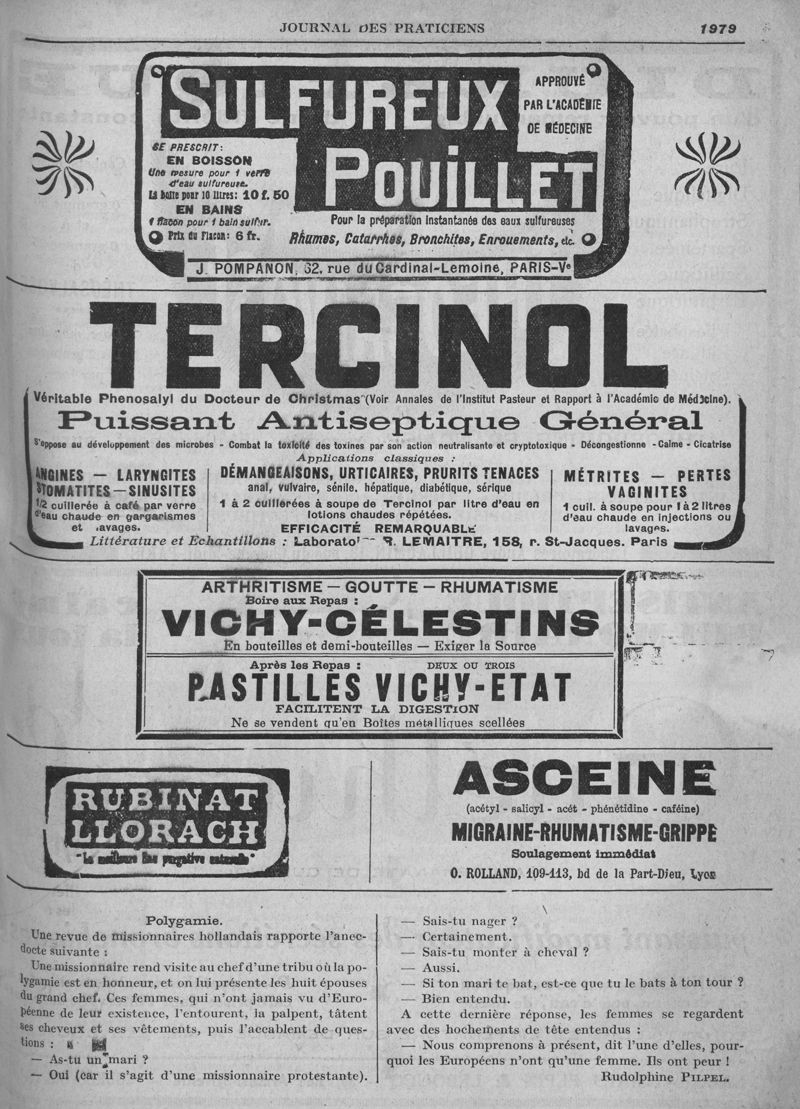 JOURNAL DES PRATICIENS 1979
SULFUREUX
POUILLET
APPROUVÉ
PAR L'ACADÉMIE
DE MÉDECINE
SE PRESCRIT:
EN BOISSON
Une mesure pour 1 verre
d'eau sulfureuse.
La boîte pour 10 litres: 10 f. 50
EN BAINS
1 flacon pour 1 bain sulfur.
Prix du Flacon: 6 fr.
Pour la préparation instantanée des eaux sulfureuses
Rhumes, Catarrhes, Bronchites, Enrouements, etc.
J. POMPANON, 62, rue du Cardinal-Lemoine, PARIS-Ve
TERCINOL
Véritable Phenosalyl du Docteur de Christmas (Voir Annales de l'Institut Pasteur et Rapport à l'Académie de Médecine).
Puissant Antiseptique Général
S'oppose au développement des microbes - Combat la toxicité des toxines par son action neutralisante et cryptotoxique - Décongestionne - Calme - Cicatrise
Applications classiques :
ANGINES — LARYNGITES
STOMATITES — SINUSITES
1/2 cuillerée à café par verre
d'eau chaude en gargarismes
et lavages.
DÉMANGEAISONS, URTICAIRES, PRURITS TENACES
anal, vulvaire, sénile, hépatique, diabétique, sérique
1 à 2 cuillerées à soupe de Tercinol par litre d'eau en
lotions chaudes répétées.
EFFICACITÉ REMARQUABLE
MÉTRITES — PERTES
VAGINITES
1 cuil. à soupe pour 1 à 2 litres
d'eau chaude en injections ou
lavages.
Littérature et Echantillons : Laborato R. LEMAITRE, 158, r. St-Jacques. Paris
ARTHRITISME — GOUTTE — RHUMATISME
Boire aux Repas :
VICHY-CÉLESTINS
En bouteilles et demi-bouteilles — Exiger la Source
Après les Repas : DEUX OU TROIS
PASTILLES VICHY-ETAT
FACILITENT LA DIGESTION
Ne se vendent qu'en Boîtes métalliques scellées
RUBINAT
LLORACH
"La meilleure Eau purgative naturelle"
ASCEINE
(acétyl - salicyl - acét - phénétidine - caféine)
MIGRAINE-RHUMATISME-GRIPPE
Soulagement immédiat
O. ROLLAND, 109-113, bd de la Part-Dieu, Lyon
Polygamie.
Une revue de missionnaires hollandais rapporte l'anec-
docte suivante :
Une missionnaire rend visite au chef d'une tribu où la po-
lygamie est en honneur, et on lui présente les huit épouses
du grand chef. Ces femmes, qui n'ont jamais vu d'Euro-
péenne de leur existence, l'entourent, la palpent, tâtent
ses cheveux et ses vêtements, puis l'accablent de ques-
tions :
— As-tu un mari ?
— Oui (car il s'agit d'une missionnaire protestante).
— Sais-tu nager ?
— Certainement.
— Sais-tu monter à cheval ?
— Aussi.
— Si ton mari te bat, est-ce que tu le bats à ton tour ?
— Bien entendu.
A cette dernière réponse, les femmes se regardent
avec des hochements de tête entendus :
— Nous comprenons à présent, dit l'une d'elles, pour-
quoi les Européens n'ont qu'une femme. Ils ont peur !
Rudolphine PILPEL.